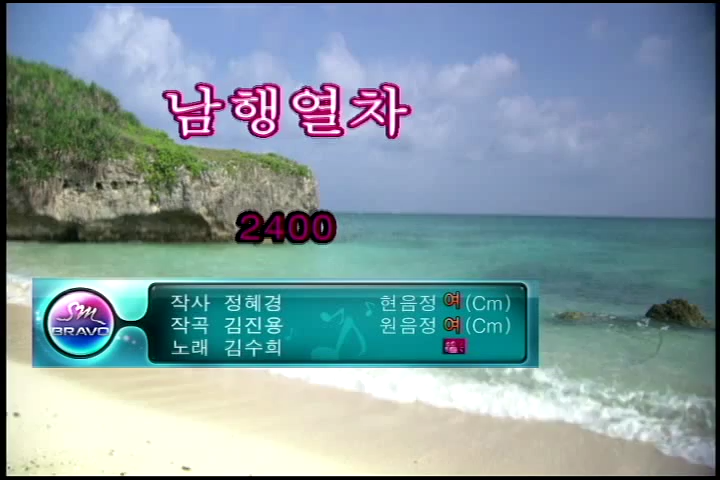 남행열차
2400
SM
BRAVO
작사 정혜경 현음정 여(Cm)
작곡 김진용 원음정 여(Cm)
노래 김수희